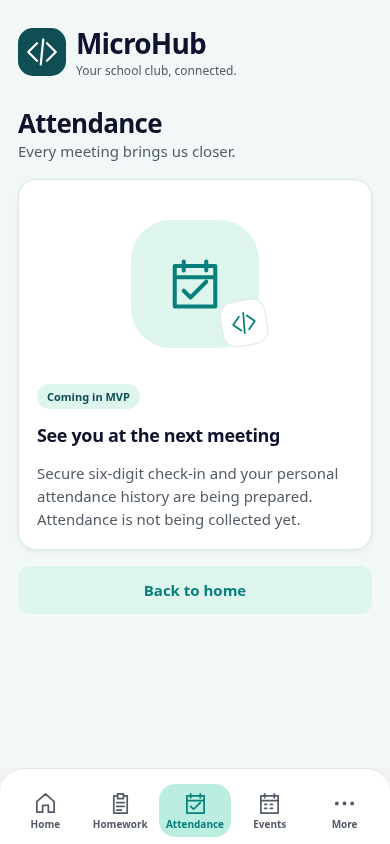 MicroHub
Your school club, connected.
Attendance
Every meeting brings us closer.
Coming in MVP
See you at the next meeting
Secure six-digit check-in and your personal
attendance history are being prepared.
Attendance is not being collected yet.
Back to home
Home
Homework
Attendance
Events
More